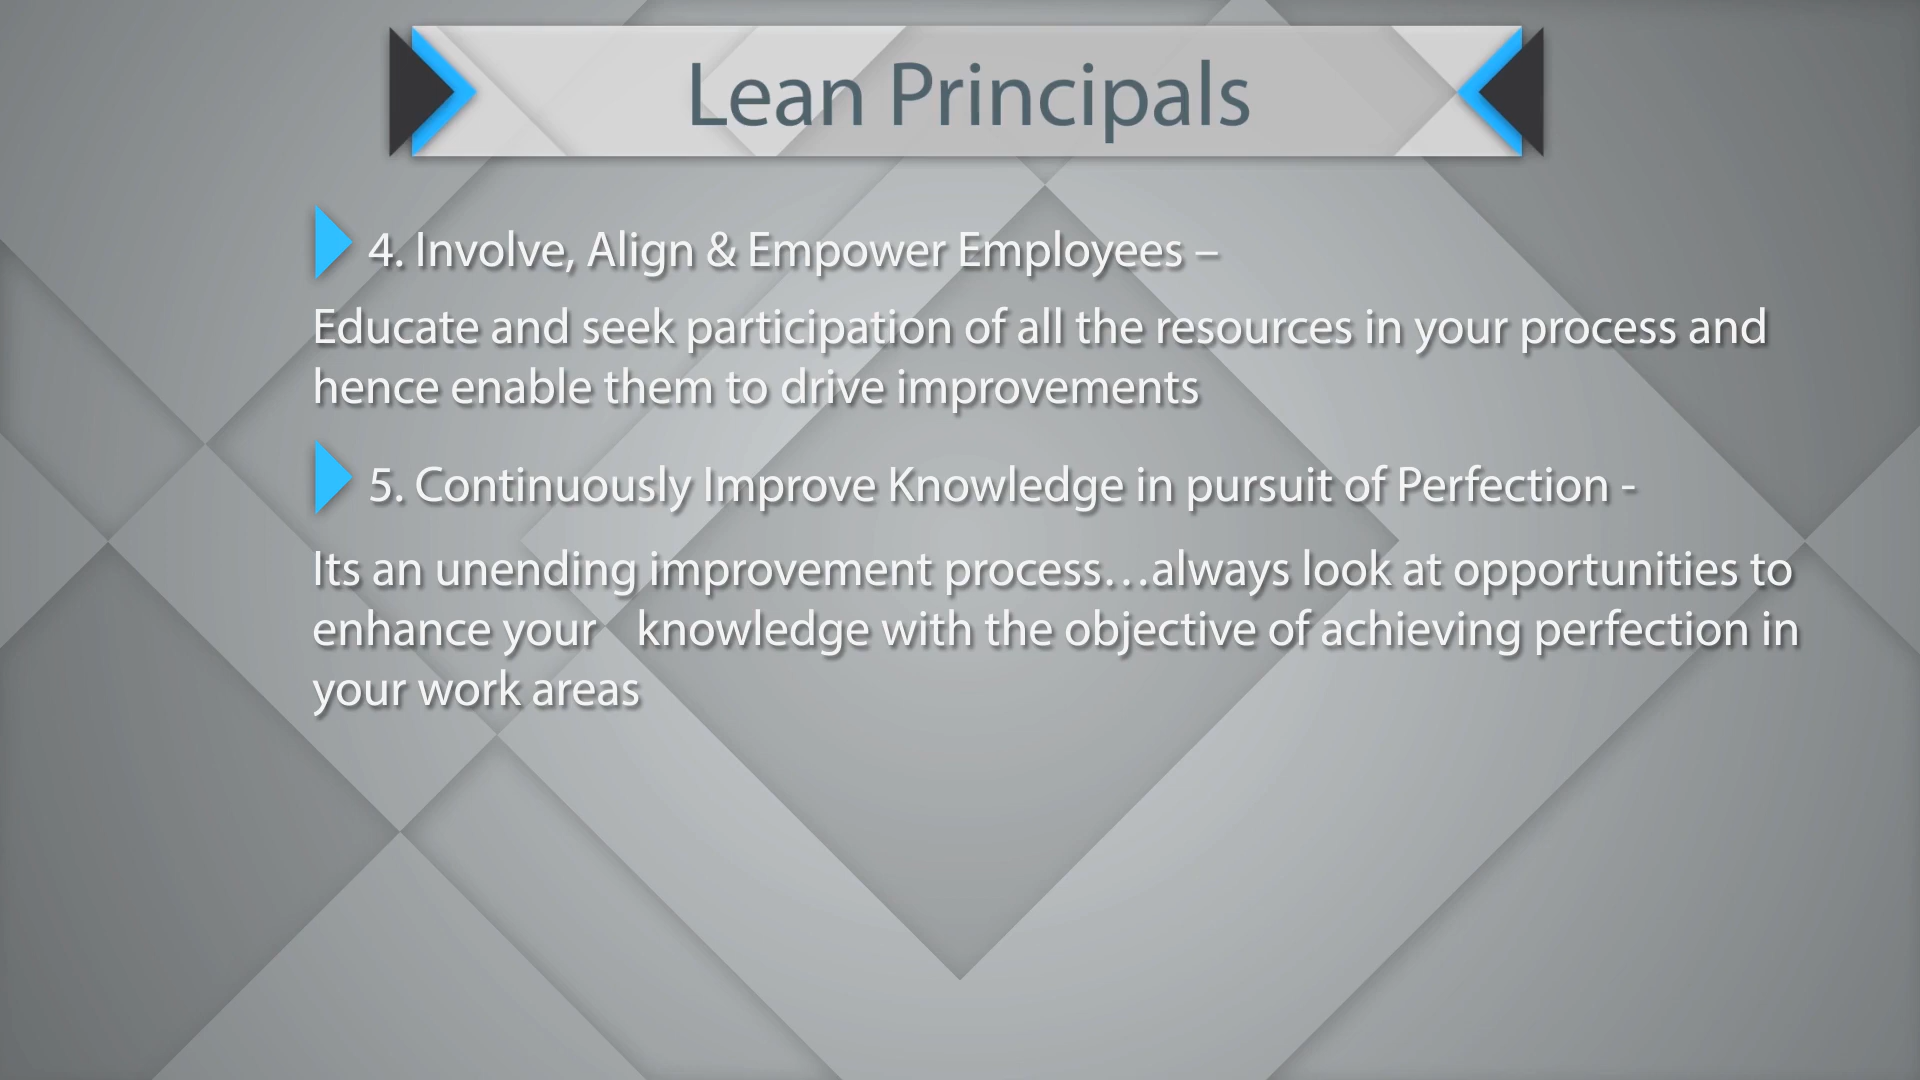 Lean Principals
4. Involve, Align & Empower Employees –
Educate and seek participation of all the resources in your process and
hence enable them to drive improvements
5. Continuously Improve Knowledge in pursuit of Perfection -
Its an unending improvement process…always look at opportunities to
enhance your   knowledge with the objective of achieving perfection in
your work areas